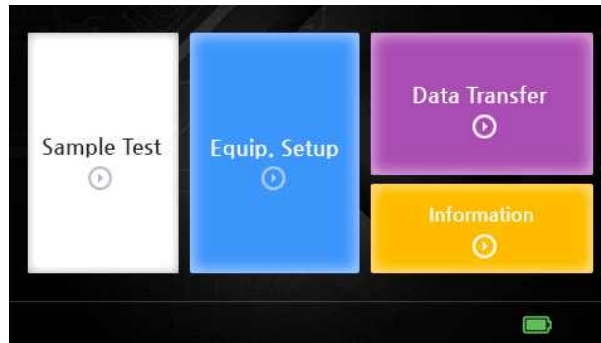 Sample Test
Equip. Setup
Data Transfer
Information